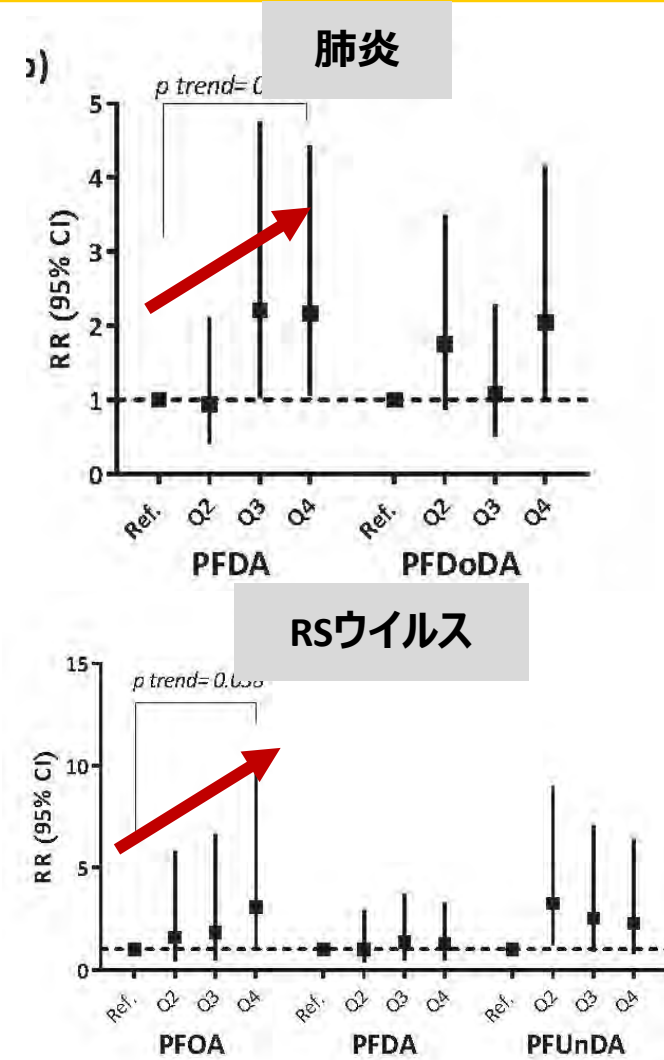 肺炎
p trend= 0
5
4
3
2
1
0
RR (95% CI)
Ref. Q2 Q3 Q4 Ref. Q2 Q3 Q4
PFDA PFDoDA
RSウイルス
p trend= 0.038
15
10
5
0
RR (95% CI)
Ref. Q2 Q3 Q4 Ref. Q2 Q3 Q4 Ref. Q2 Q3 Q4
PFOA PFDA PFUnDA